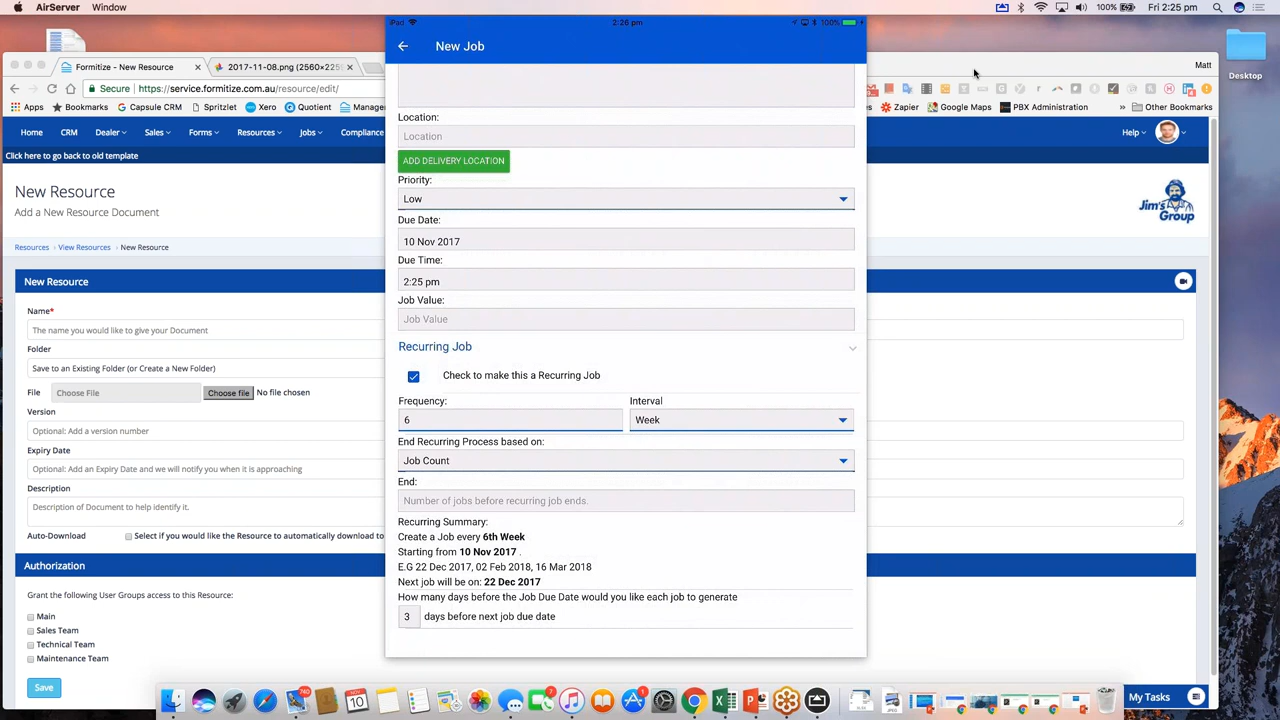 AirServer Window
100% Fri 2:25 pm
iPad 2:26 pm 100%
Formitize - New Resource × 2017-11-08.png (2560×225 ×
Matt
Secure https://service.formitize.com.au/resource/edit/
Apps Bookmarks Capsule CRM Spritzlet Xero Quotient Manage
Zapier Google Maps PBX Administration » Other Bookmarks
Desktop
Home CRM Dealer Sales Forms Resources Jobs Compliance
Help
Click here to go back to old template
New Resource
Add a New Resource Document
Jim's
Group
Resources View Resources New Resource
New Resource
Name*
The name you would like to give your Document
Folder
Save to an Existing Folder (or Create a New Folder)
File Choose File Choose file No file chosen
Version
Optional: Add a version number
Expiry Date
Optional: Add an Expiry Date and we will notify you when it is approaching
Description
Description of Document to help identify it.
Auto-Download Select if you would like the Resource to automatically download to
Authorization
Grant the following User Groups access to this Resource:
Main
Sales Team
Technical Team
Maintenance Team
Save
New Job
Location:
Location
ADD DELIVERY LOCATION
Priority:
Low
Due Date:
10 Nov 2017
Due Time:
2:25 pm
Job Value:
Job Value
Recurring Job
Check to make this a Recurring Job
Frequency: Interval
6 Week
End Recurring Process based on:
Job Count
End:
Number of jobs before recurring job ends.
Recurring Summary:
Create a Job every 6th Week
Starting from 10 Nov 2017 .
E.G 22 Dec 2017, 02 Feb 2018, 16 Mar 2018
Next job will be on: 22 Dec 2017
How many days before the Job Due Date would you like each job to generate
3 days before next job due date
My Tasks